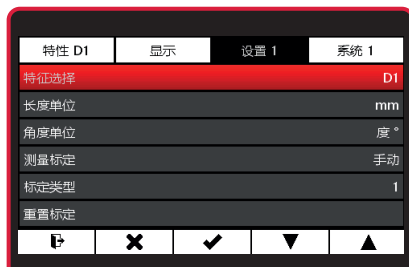 特性 D1 显示 设置 1 系统 1
特征选择 D1
长度单位 mm
角度单位 度 °
测量标定 手动
标定类型 1
重置标定